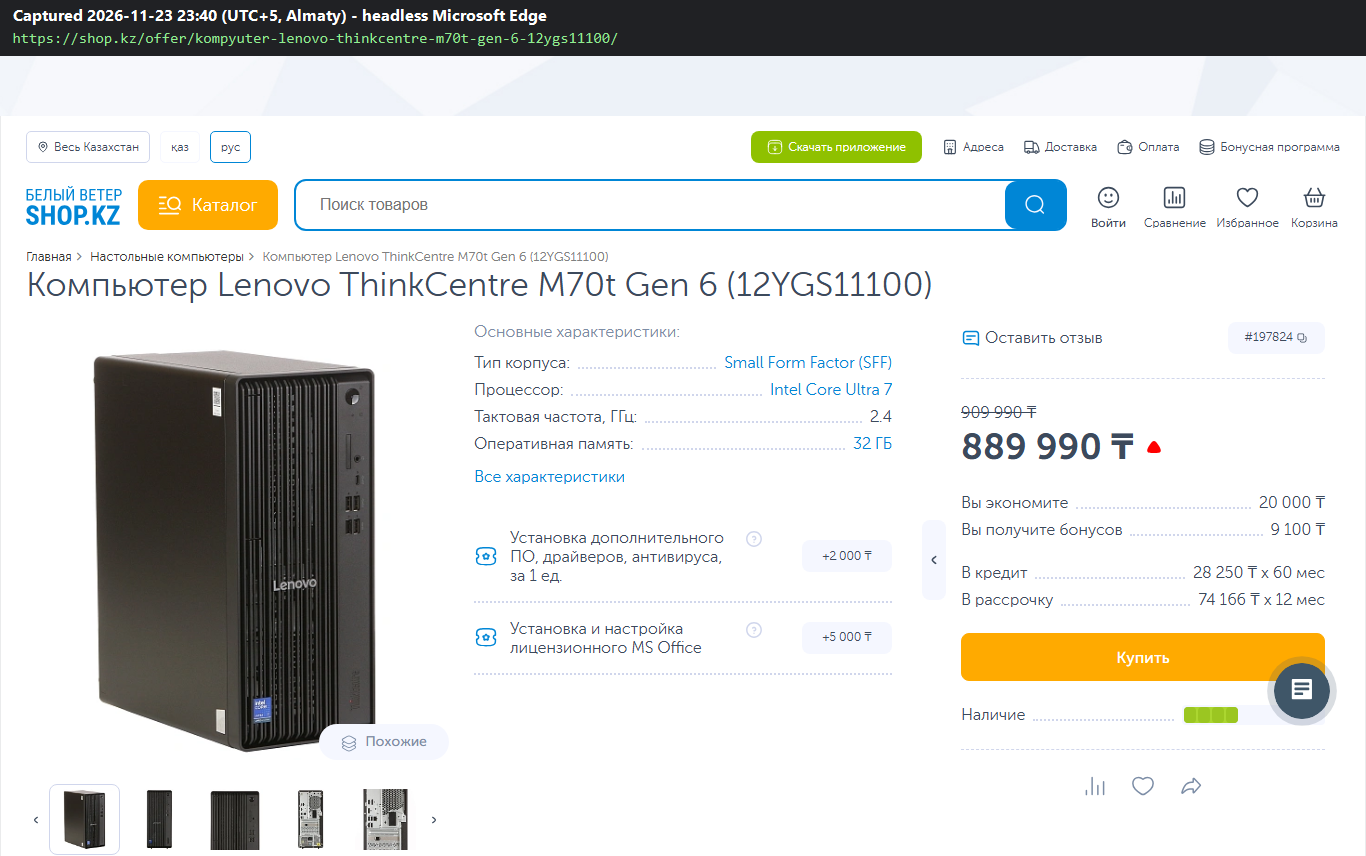 Captured 2026-11-23 23:40 (UTC+5, Almaty) - headless Microsoft Edge
https://shop.kz/offer/kompyuter-lenovo-thinkcentre-m70t-gen-6-12ygs11100/
Весь Казахстан
қаз
рус
Скачать приложение
Адреса
Доставка
Оплата
Бонусная программа
БЕЛЫЙ ВЕТЕР
SHOP.KZ
Каталог
Поиск товаров
Войти
Сравнение
Избранное
Корзина
Главная > Настольные компьютеры > Компьютер Lenovo ThinkCentre M70t Gen 6 (12YGS11100)
Компьютер Lenovo ThinkCentre M70t Gen 6 (12YGS11100)
Lenovo
Похожие
Основные характеристики:
Тип корпуса: Small Form Factor (SFF)
Процессор: Intel Core Ultra 7
Тактовая частота, ГГц: 2.4
Оперативная память: 32 ГБ
Все характеристики
Установка дополнительного
ПО, драйверов, антивируса,
за 1 ед.
+2 000 ₸
Установка и настройка
лицензионного MS Office
+5 000 ₸
Оставить отзыв
#197824
909 990 ₸
889 990 ₸
Вы экономите 20 000 ₸
Вы получите бонусов 9 100 ₸
В кредит 28 250 ₸ x 60 мес
В рассрочку 74 166 ₸ x 12 мес
Купить
Наличие